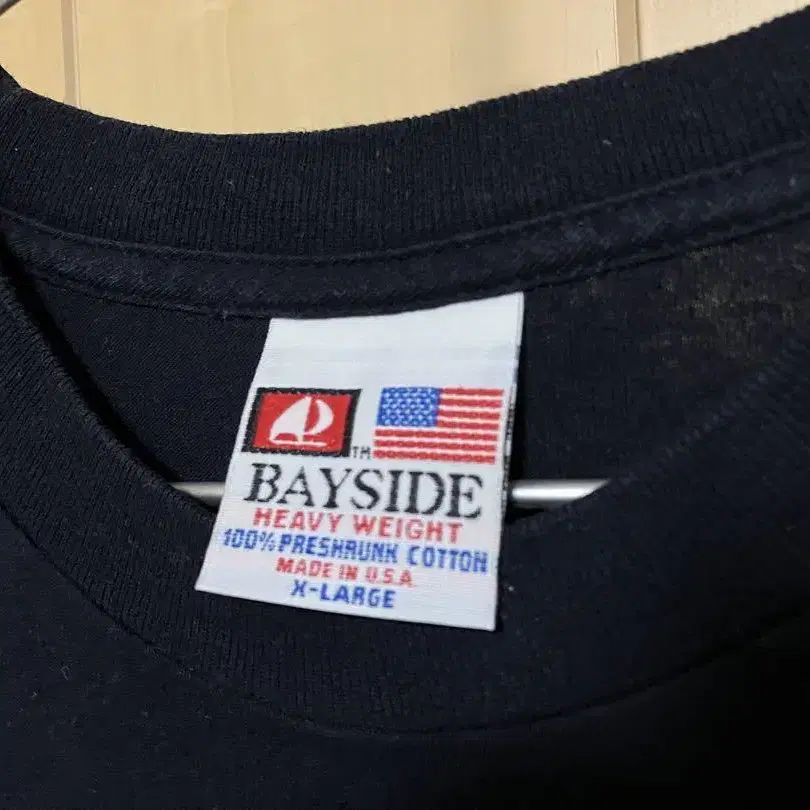 TM
BAYSIDE
HEAVY WEIGHT
100% PRESHRUNK COTTON
MADE IN U.S.A.
X-LARGE